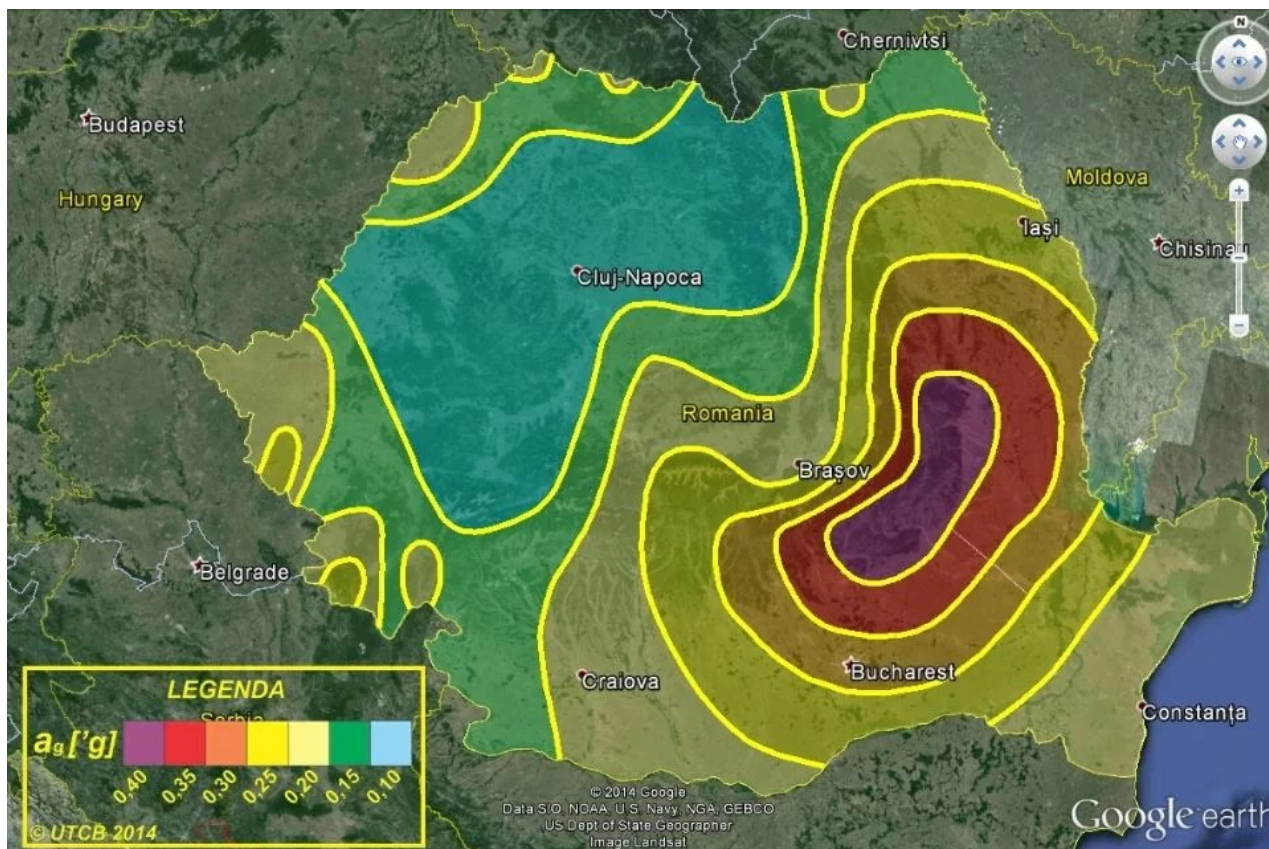 N
Chernivtsi
Budapest
Hungary
Moldova
Iași
Chisinau
Cluj-Napoca
Romania
Brașov
Belgrade
Bucharest
Craiova
Constanța
LEGENDA
Serbia
ag ['g]
0,40 0,35 0,30 0,25 0,20 0,15 0,10
© UTCB 2014
© 2014 Google
Data SIO, NOAA, U.S. Navy, NGA, GEBCO
US Dept of State Geographer
Image Landsat
Google earth